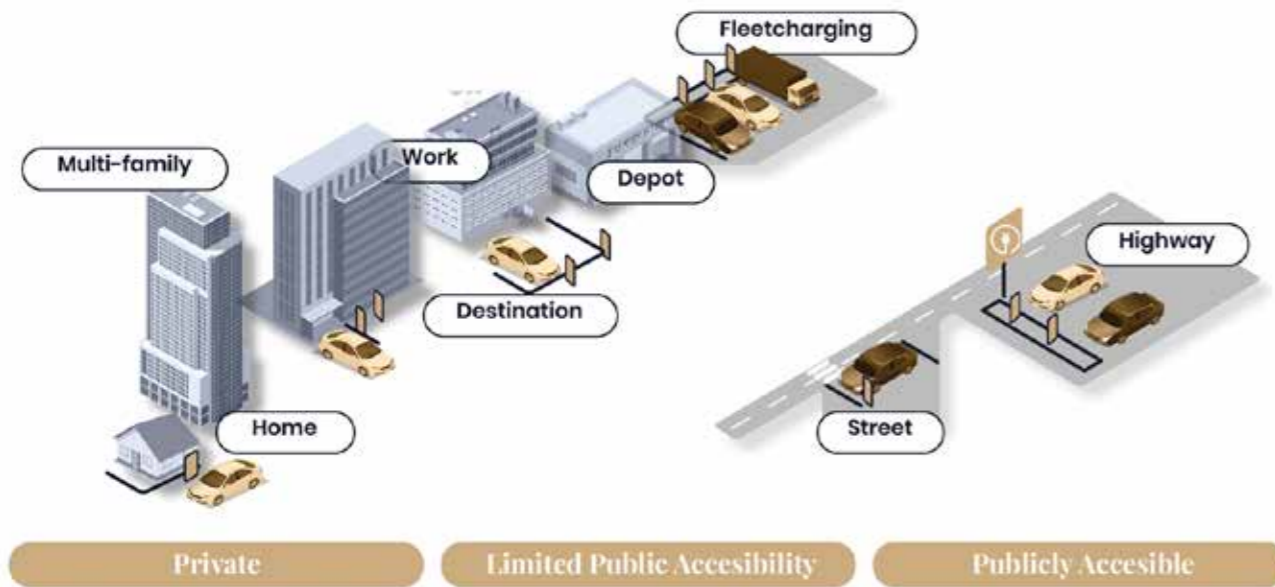 Fleetcharging
Multi-family
Work
Depot
Highway
Destination
Home
Street
Private
Limited Public Accesibility
Publicly Accesible